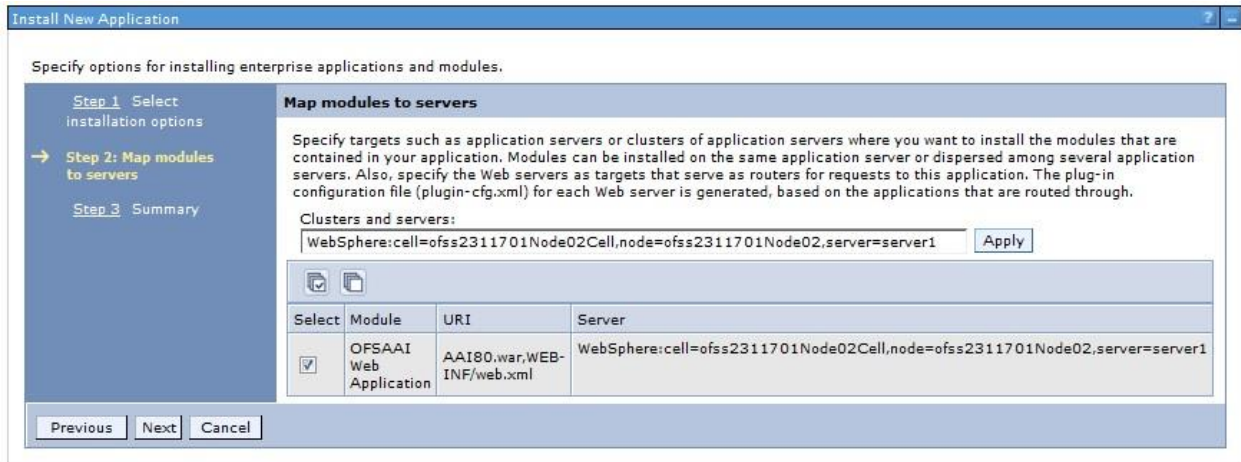 Install New Application
?
Specify options for installing enterprise applications and modules.
Step 1 Select
installation options
Step 2: Map modules
to servers
Step 3 Summary
Map modules to servers
Specify targets such as application servers or clusters of application servers where you want to install the modules that are
contained in your application. Modules can be installed on the same application server or dispersed among several application
servers. Also, specify the Web servers as targets that serve as routers for requests to this application. The plug-in
configuration file (plugin-cfg.xml) for each Web server is generated, based on the applications that are routed through.
Clusters and servers:
WebSphere:cell=ofss2311701Node02Cell,node=ofss2311701Node02,server=server1 Apply
Select Module URI Server
OFSAAI
Web
Application
AAI80.war,WEB-
INF/web.xml
WebSphere:cell=ofss2311701Node02Cell,node=ofss2311701Node02,server=server1
Previous Next Cancel